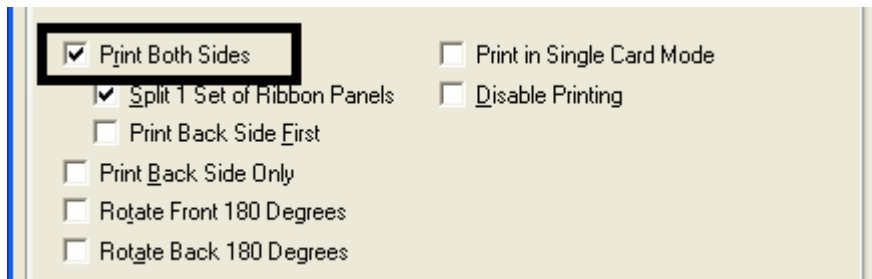 Print Both Sides
Split 1 Set of Ribbon Panels
Print Back Side First
Print Back Side Only
Rotate Front 180 Degrees
Rotate Back 180 Degrees
Print in Single Card Mode
Disable Printing